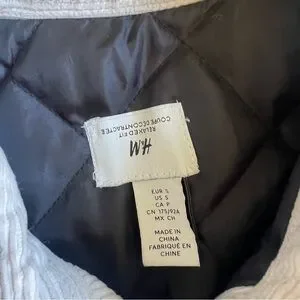 H&M
RELAXED FIT
COUPE DÉCONTRACTÉE
EUR S
US S
CA P
CN 175/92A
MX CH
MADE IN
CHINA
FABRIQUÉ EN
CHINE